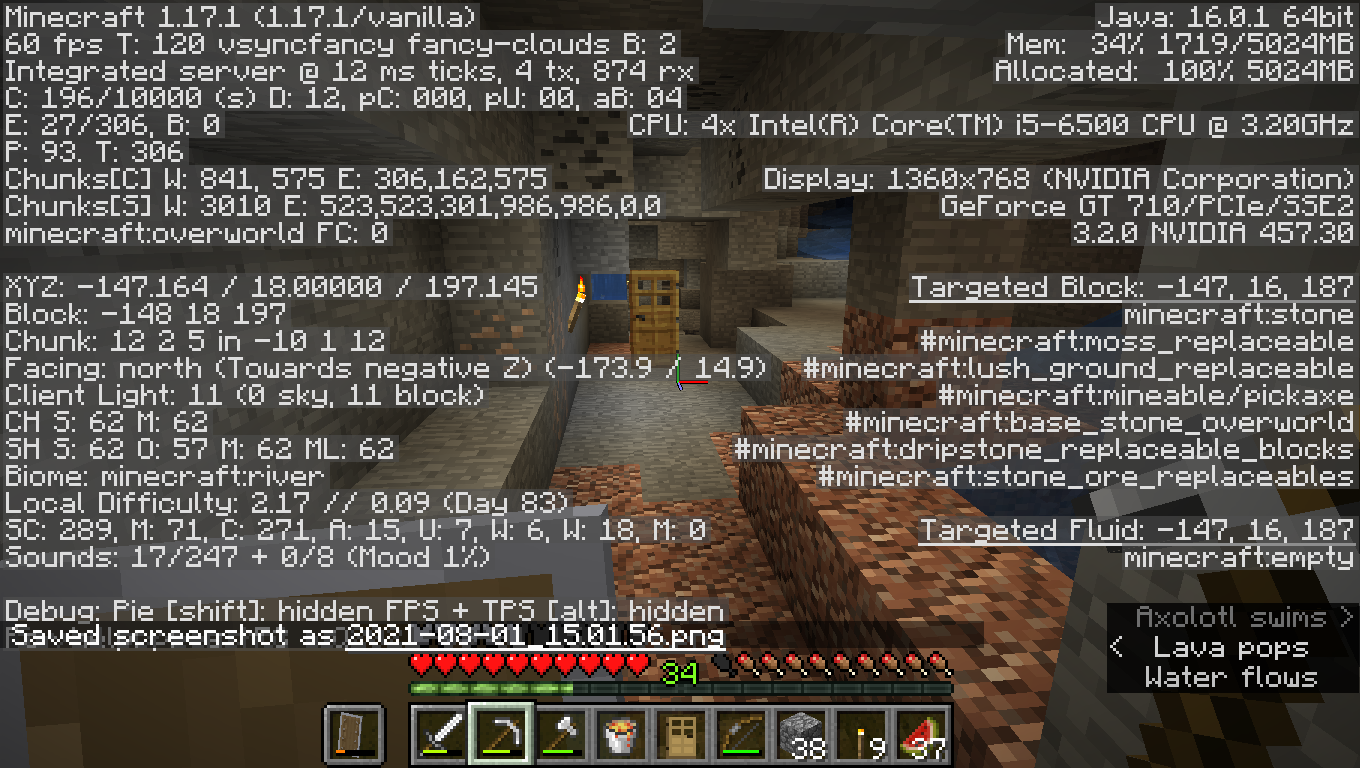 Minecraft 1.17.1 (1.17.1/vanilla)
60 fps T: 120 vsyncfancy fancy-clouds B: 2
Integrated server @ 12 ms ticks, 4 tx, 874 rx
C: 196/10000 (s) D: 12, pC: 000, pU: 00, aB: 04
E: 27/306, B: 0
P: 93. T: 306
Chunks[C] W: 841, 575 E: 306,162,575
Chunks[S] W: 3010 E: 523,523,301,986,986,0,0
minecraft:overworld FC: 0
XYZ: -147.164 / 18.00000 / 197.145
Block: -148 18 197
Chunk: 12 2 5 in -10 1 12
Facing: north (Towards negative Z) (-173.9 / 14.9)
Client Light: 11 (0 sky, 11 block)
CH S: 62 M: 62
SH S: 62 O: 57 M: 62 ML: 62
Biome: minecraft:river
Local Difficulty: 2.17 // 0.09 (Day 83)
SC: 289, M: 71, C: 271, A: 15, U: 7, W: 6, W: 18, M: 0
Sounds: 17/247 + 0/8 (Mood 1%)
Debug: Pie [shift]: hidden FPS + TPS [alt]: hidden
Saved screenshot as 2021-08-01_15.01.56.png
Java: 16.0.1 64bit
Mem: 34% 1719/5024MB
Allocated: 100% 5024MB
CPU: 4x Intel(R) Core(TM) i5-6500 CPU @ 3.20GHz
Display: 1360x768 (NVIDIA Corporation)
GeForce GT 710/PCIe/SSE2
3.2.0 NVIDIA 457.30
Targeted Block: -147, 16, 187
minecraft:stone
#minecraft:moss_replaceable
#minecraft:lush_ground_replaceable
#minecraft:mineable/pickaxe
#minecraft:base_stone_overworld
#minecraft:dripstone_replaceable_blocks
#minecraft:stone_ore_replaceables
Targeted Fluid: -147, 16, 187
minecraft:empty
Axolotl swims >
< Lava pops
Water flows
34
38
9
37